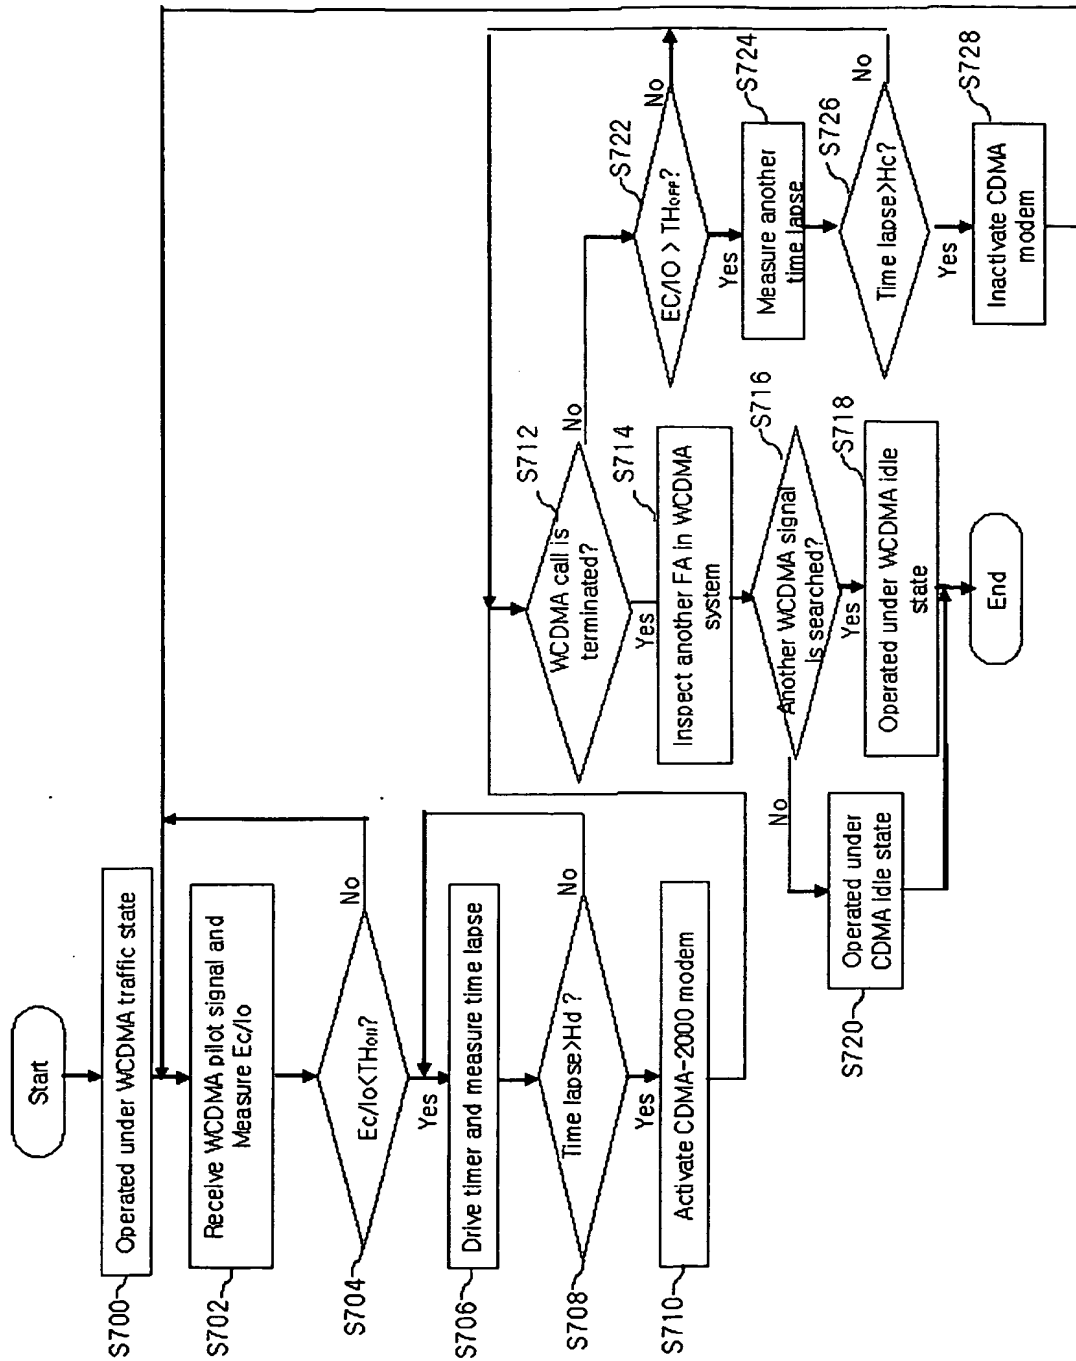 Start
S700
Operated under WCDMA traffic state
S702
Receive WCDMA pilot signal and
Measure Ec/Io
S704
Ec/Io<THon?
No
Yes
S706
Drive timer and measure time lapse
S708
Time lapse>Hd ?
No
Yes
S710
Activate CDMA-2000 modem
S712
WCDMA call is
terminated?
No
Yes
S714
Inspect another FA in WCDMA
system
S716
Another WCDMA signal
Is searched?
No
Yes
S718
Operated under WCDMA idle
state
S720
Operated under
CDMA idle state
End
S722
EC/IO > THOFF?
No
Yes
S724
Measure another
time lapse
S726
Time lapse>Hc?
No
Yes
S728
Inactivate CDMA
modem